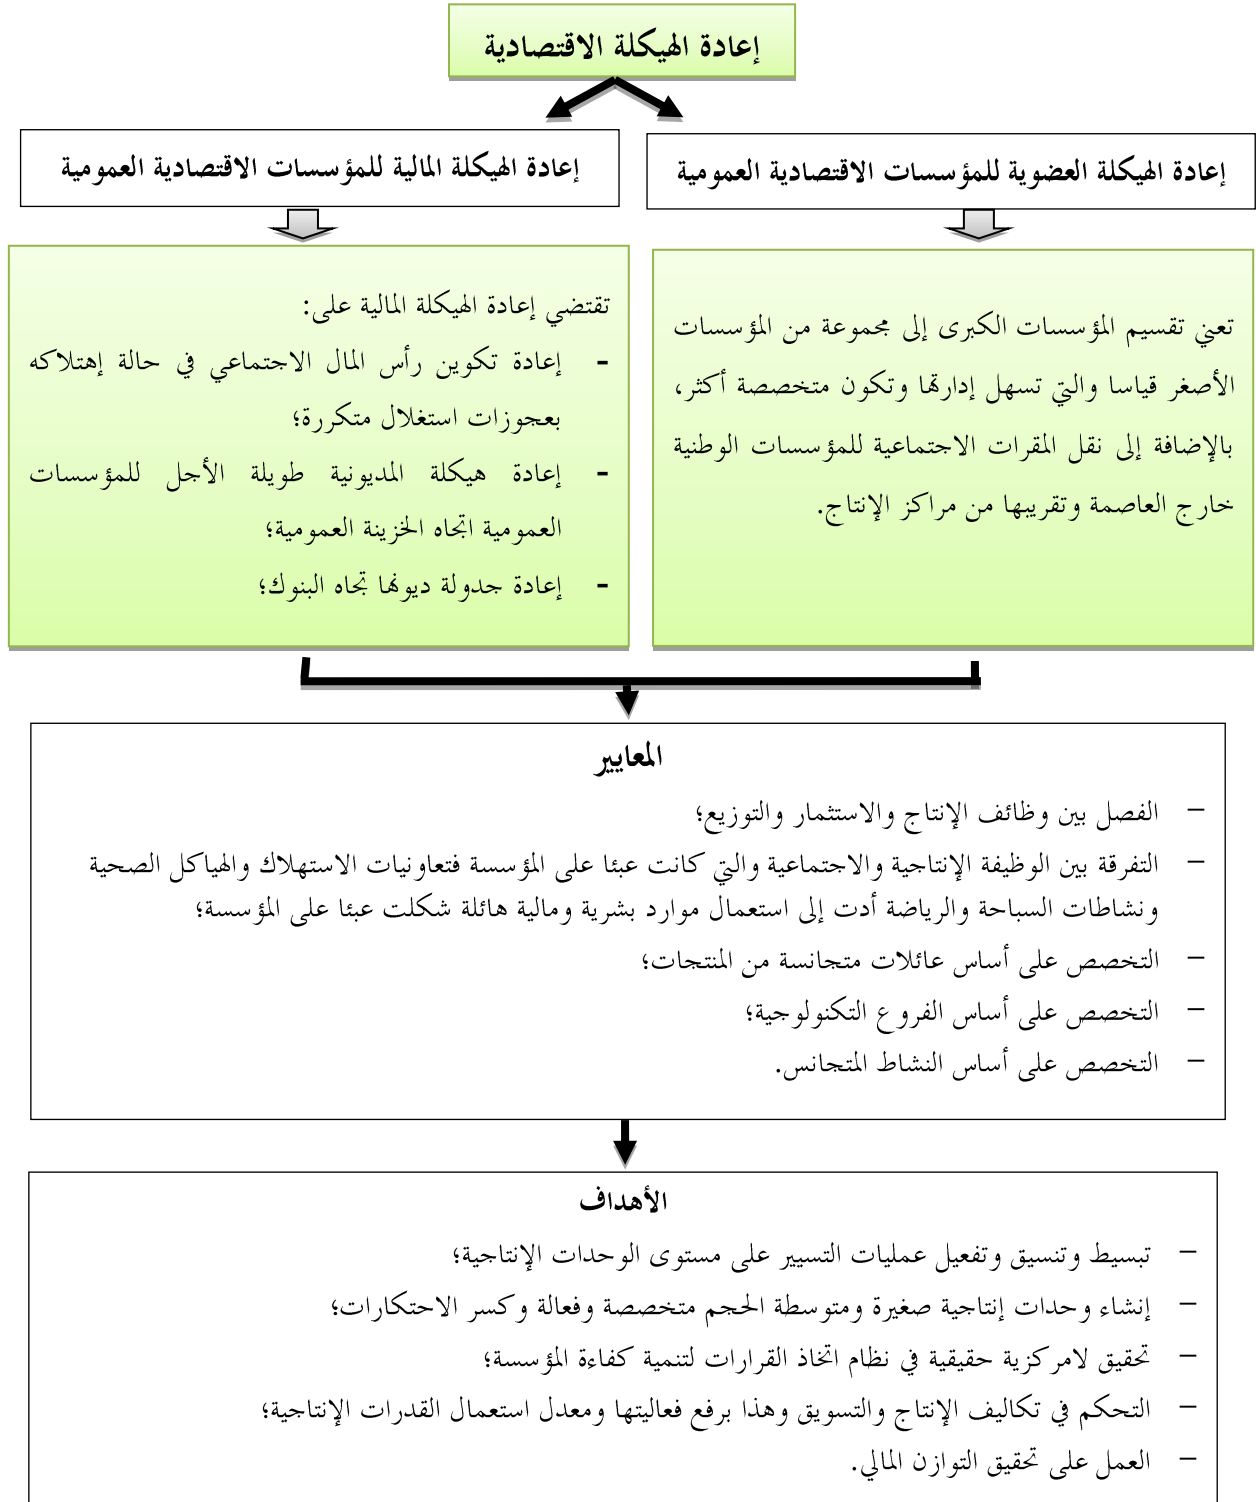 إعادة الهيكلة الاقتصادية
إعادة الهيكلة العضوية للمؤسسات الاقتصادية العمومية
إعادة الهيكلة المالية للمؤسسات الاقتصادية العمومية
تعني تقسيم المؤسسات الكبرى إلى مجموعة من المؤسسات
الأصغر قياسا والتي تسهل إدارتها وتكون متخصصة أكثر،
بالإضافة إلى نقل المقرات الاجتماعية للمؤسسات الوطنية
خارج العاصمة وتقريبها من مراكز الإنتاج.
تقتضي إعادة الهيكلة المالية على:
- إعادة تكوين رأس المال الاجتماعي في حالة إهتلاكه
بعجوزات استغلال متكررة؛
- إعادة هيكلة المديونية طويلة الأجل للمؤسسات
العمومية اتجاه الخزينة العمومية؛
- إعادة جدولة ديونها تجاه البنوك؛
المعايير
– الفصل بين وظائف الإنتاج والاستثمار والتوزيع؛
– التفرقة بين الوظيفة الإنتاجية والاجتماعية والتي كانت عبئا على المؤسسة فتعاونيات الاستهلاك والهياكل الصحية
ونشاطات السباحة والرياضة أدت إلى استعمال موارد بشرية ومالية هائلة شكلت عبئا على المؤسسة؛
– التخصص على أساس عائلات متجانسة من المنتجات؛
– التخصص على أساس الفروع التكنولوجية؛
– التخصص على أساس النشاط المتجانس.
الأهداف
– تبسيط وتنسيق وتفعيل عمليات التسيير على مستوى الوحدات الإنتاجية؛
– إنشاء وحدات إنتاجية صغيرة ومتوسطة الحجم متخصصة وفعالة وكسر الاحتكارات؛
– تحقيق لامركزية حقيقية في نظام اتخاذ القرارات لتنمية كفاءة المؤسسة؛
– التحكم في تكاليف الإنتاج والتسويق وهذا برفع فعاليتها ومعدل استعمال القدرات الإنتاجية؛
– العمل على تحقيق التوازن المالي.